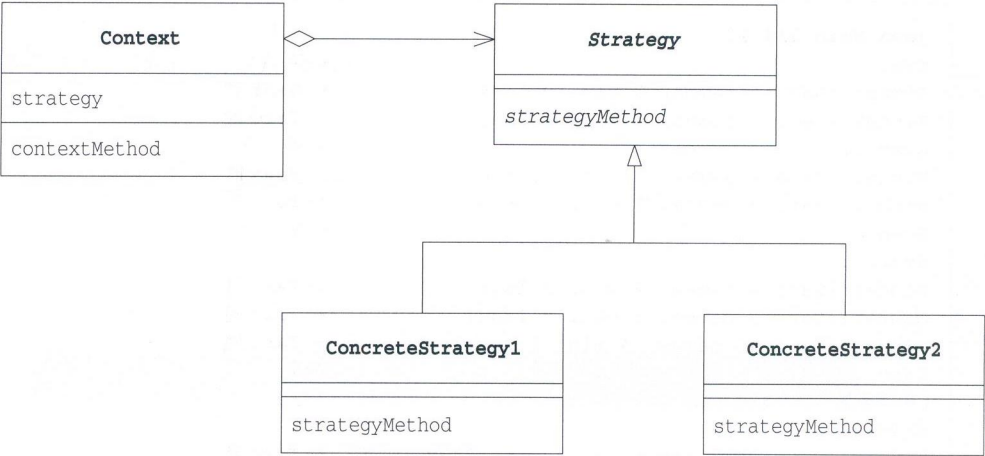 Context
strategy
contextMethod
Strategy
strategyMethod
ConcreteStrategy1
strategyMethod
ConcreteStrategy2
strategyMethod